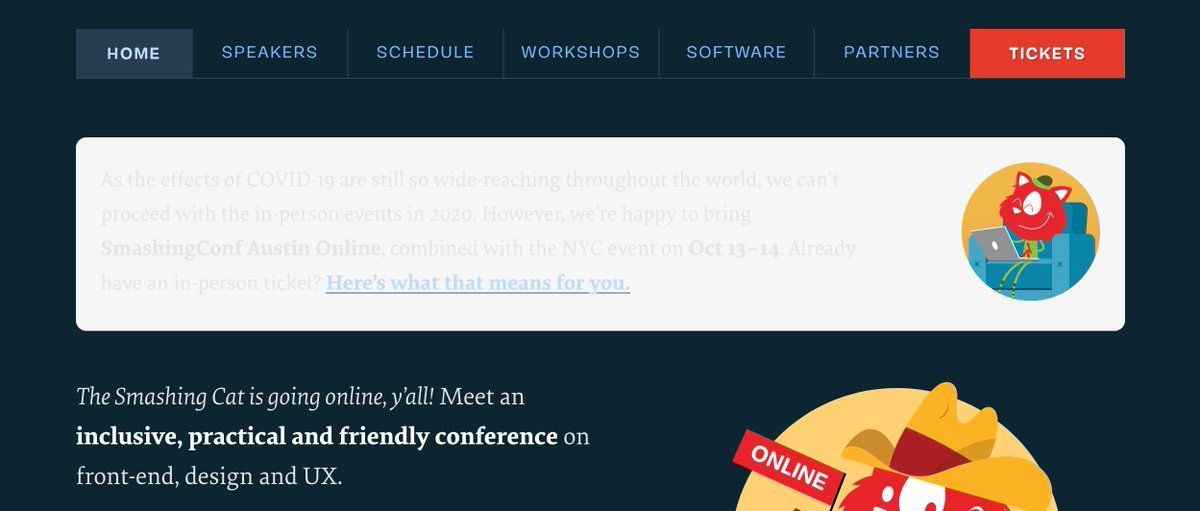 HOME SPEAKERS SCHEDULE WORKSHOPS SOFTWARE PARTNERS TICKETS
As the effects of COVID-19 are still so wide-reaching throughout the world, we can't
proceed with the in-person events in 2020. However, we're happy to bring
SmashingConf Austin Online, combined with the NYC event on Oct 13–14. Already
have an in-person ticket? Here's what that means for you.
The Smashing Cat is going online, y'all! Meet an
inclusive, practical and friendly conference on
front-end, design and UX.
ONLINE